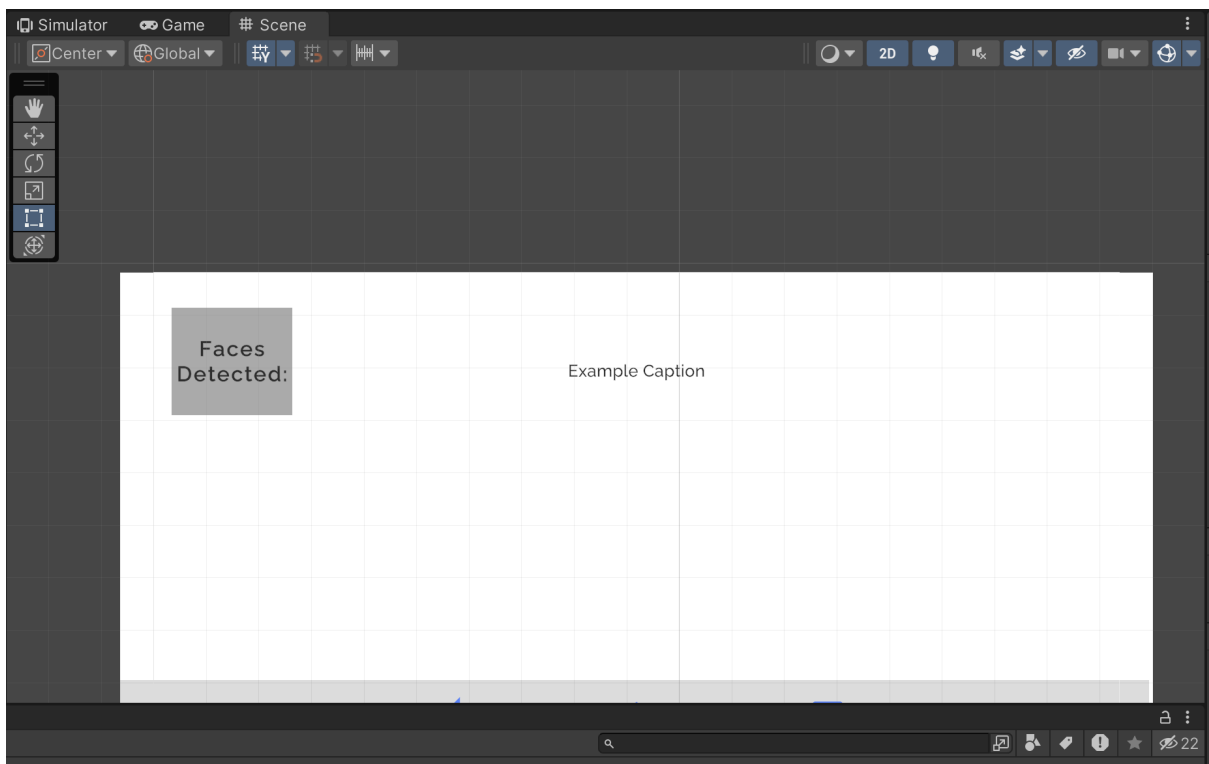 Simulator Game Scene
Center Global 2D
Faces
Detected:
Example Caption
22